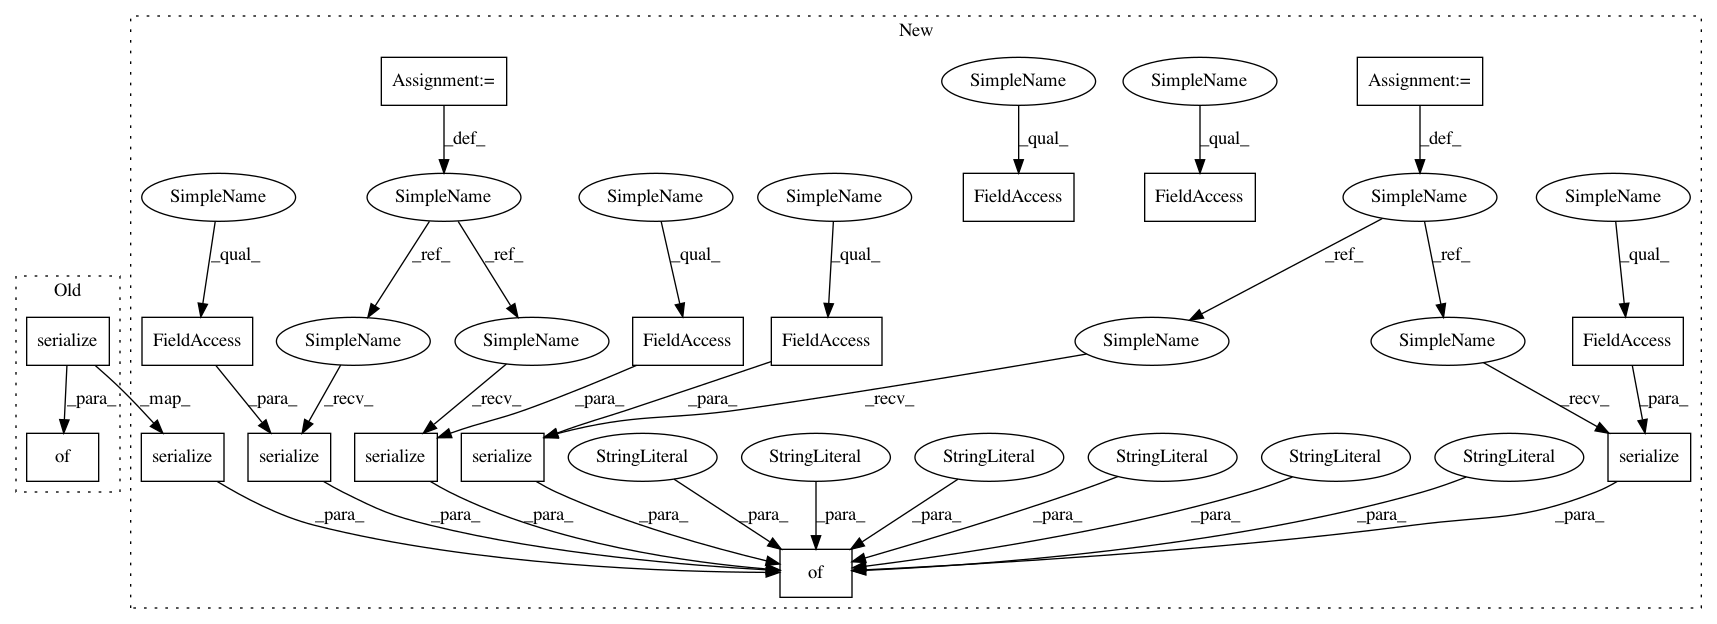 New
Assignment:=
SimpleName
SimpleName
Assignment:=
_def_
_qual_
_qual_
_def_
SimpleName
SimpleName
SimpleName
SimpleName
FieldAccess
FieldAccess
SimpleName
SimpleName
_qual_
_ref_
_ref_
_qual_
_qual_
_ref_
_ref_
_qual_
Old
serialize
FieldAccess
SimpleName
SimpleName
FieldAccess
FieldAccess
SimpleName
SimpleName
FieldAccess
_para_
_map_
_para_
_recv_
_recv_
_para_
_para_
_recv_
_recv_
_para_
of
serialize
serialize
serialize
serialize
StringLiteral
StringLiteral
StringLiteral
StringLiteral
StringLiteral
StringLiteral
serialize
_para_
_para_
_para_
_para_
_para_
_para_
_para_
_para_
_para_
_para_
_para_
of